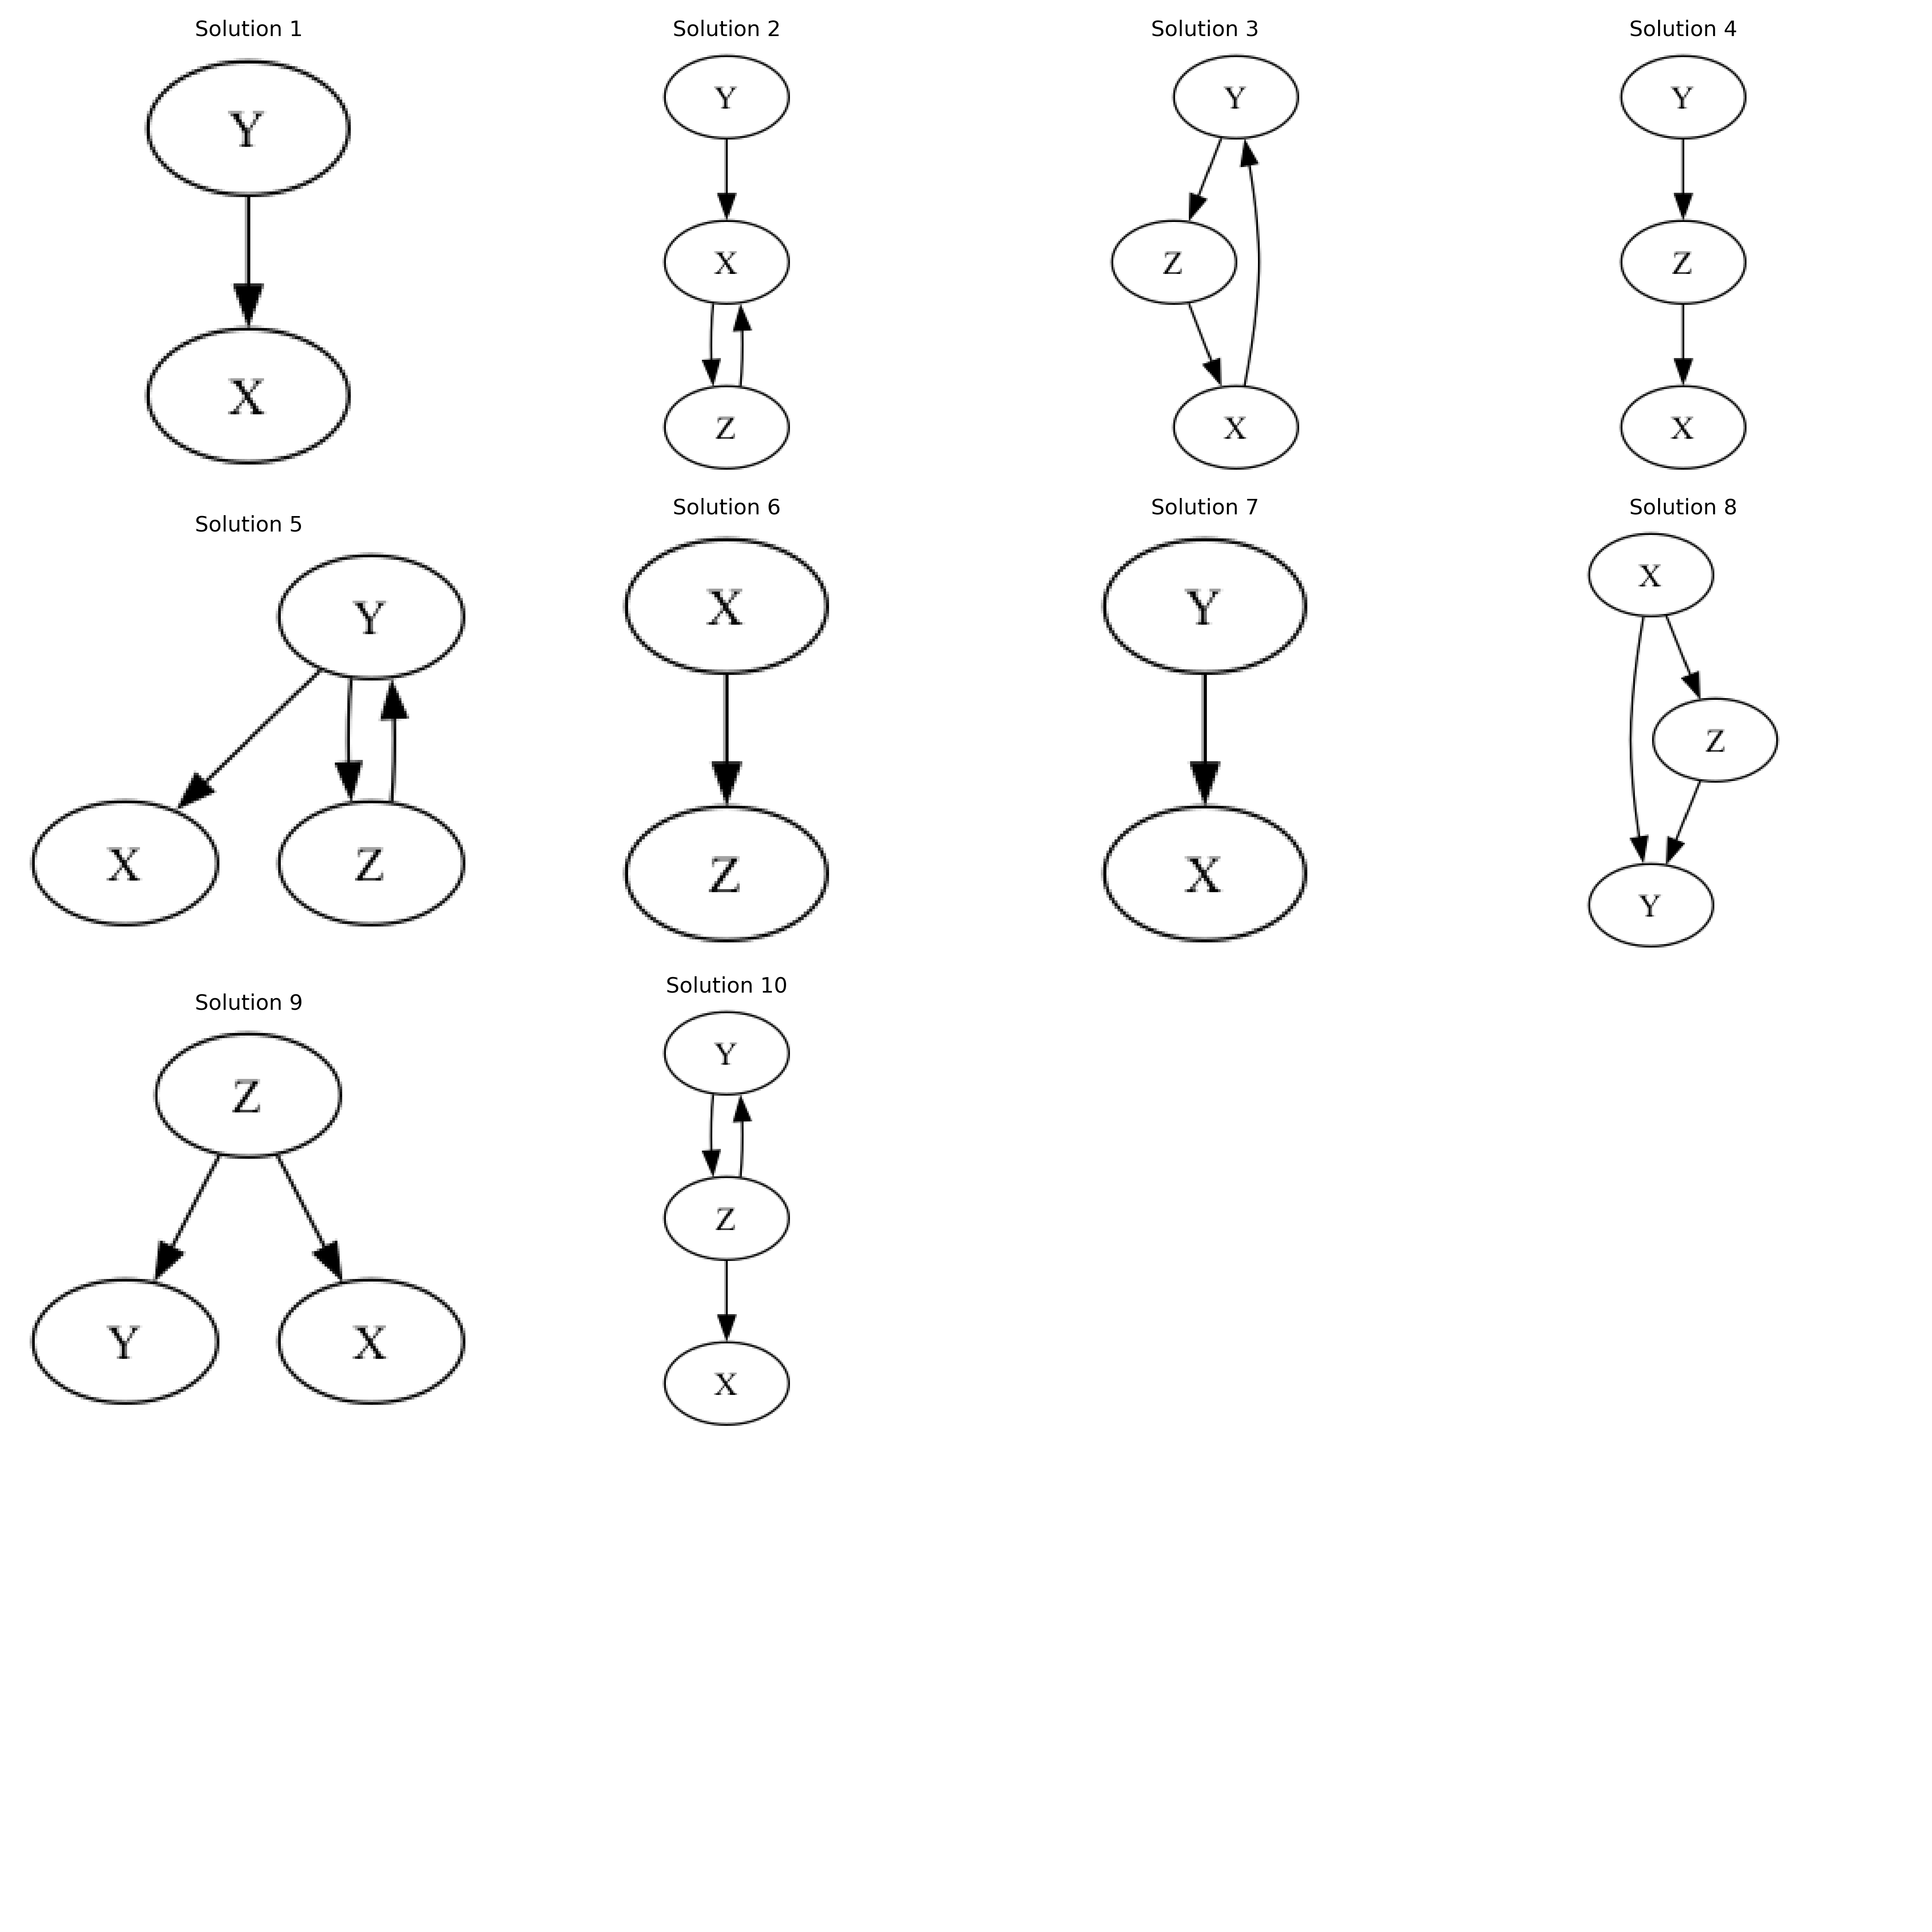 Solution 1
Y
X
Solution 2
Y
X
Z
Solution 3
Y
Z
X
Solution 4
Y
Z
X
Solution 5
Y
X Z
Solution 6
X
Z
Solution 7
Y
X
Solution 8
X
Z
Y
Solution 9
Z
Y X
Solution 10
Y
Z
X